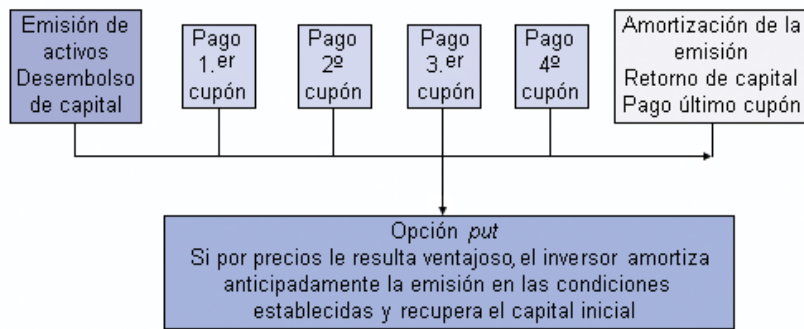 Emisión de
activos
Desembolso
de capital
Pago
1.er
cupón
Pago
2º
cupón
Pago
3.er
cupón
Pago
4º
cupón
Amortización de la
emisión
Retorno de capital
Pago último cupón
Opción put
Si por precios le resulta ventajoso, el inversor amortiza
anticipadamente la emisión en las condiciones
establecidas y recupera el capital inicial